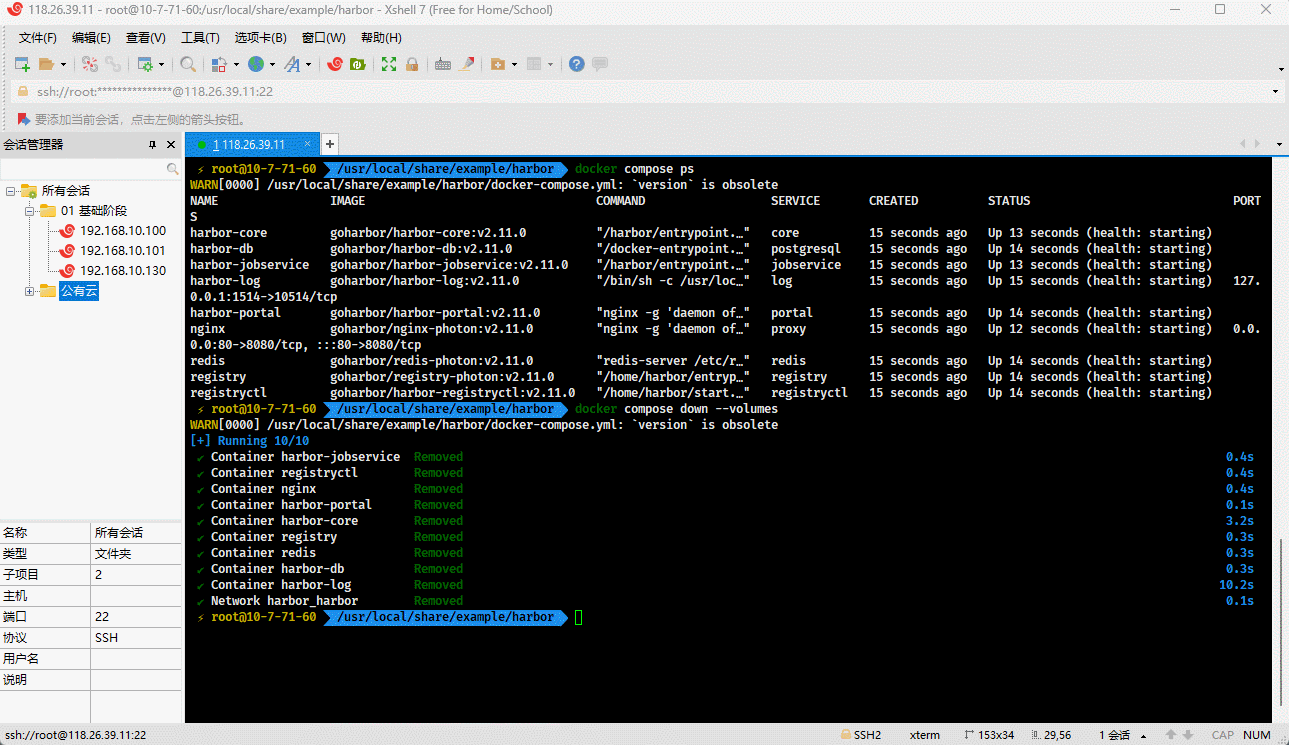 118.26.39.11 - root@10-7-71-60:/usr/local/share/example/harbor - Xshell 7 (Free for Home/School)
文件(F) 编辑(E) 查看(V) 工具(T) 选项卡(B) 窗口(W) 帮助(H)
ssh://root:***************@118.26.39.11:22
要添加当前会话，点击左侧的箭头按钮。
会话管理器
所有会话
01 基础阶段
192.168.10.100
192.168.10.101
192.168.10.130
公有云
名称 所有会话
类型 文件夹
子项目 2
主机
端口 22
协议 SSH
用户名
说明
1 118.26.39.11 × +
⚡ root@10-7-71-60 /usr/local/share/example/harbor docker compose ps
WARN[0000] /usr/local/share/example/harbor/docker-compose.yml: `version` is obsolete
NAME IMAGE COMMAND SERVICE CREATED STATUS PORT
S
harbor-core goharbor/harbor-core:v2.11.0 "/harbor/entrypoint.…" core 15 seconds ago Up 13 seconds (health: starting)
harbor-db goharbor/harbor-db:v2.11.0 "/docker-entrypoint.…" postgresql 15 seconds ago Up 14 seconds (health: starting)
harbor-jobservice goharbor/harbor-jobservice:v2.11.0 "/harbor/entrypoint.…" jobservice 15 seconds ago Up 13 seconds (health: starting)
harbor-log goharbor/harbor-log:v2.11.0 "/bin/sh -c /usr/loc…" log 15 seconds ago Up 15 seconds (health: starting) 127.
0.0.1:1514->10514/tcp
harbor-portal goharbor/harbor-portal:v2.11.0 "nginx -g 'daemon of…" portal 15 seconds ago Up 14 seconds (health: starting)
nginx goharbor/nginx-photon:v2.11.0 "nginx -g 'daemon of…" proxy 15 seconds ago Up 12 seconds (health: starting) 0.0.
0.0:80->8080/tcp, :::80->8080/tcp
redis goharbor/redis-photon:v2.11.0 "redis-server /etc/r…" redis 15 seconds ago Up 14 seconds (health: starting)
registry goharbor/registry-photon:v2.11.0 "/home/harbor/entryp…" registry 15 seconds ago Up 14 seconds (health: starting)
registryctl goharbor/harbor-registryctl:v2.11.0 "/home/harbor/start.…" registryctl 15 seconds ago Up 14 seconds (health: starting)
⚡ root@10-7-71-60 /usr/local/share/example/harbor docker compose down --volumes
WARN[0000] /usr/local/share/example/harbor/docker-compose.yml: `version` is obsolete
[+] Running 10/10
✔ Container harbor-jobservice Removed 0.4s
✔ Container registryctl Removed 0.4s
✔ Container nginx Removed 0.4s
✔ Container harbor-portal Removed 0.1s
✔ Container harbor-core Removed 3.2s
✔ Container registry Removed 0.3s
✔ Container redis Removed 0.3s
✔ Container harbor-db Removed 0.3s
✔ Container harbor-log Removed 10.2s
✔ Network harbor_harbor Removed 0.1s
⚡ root@10-7-71-60 /usr/local/share/example/harbor
ssh://root@118.26.39.11:22 SSH2 xterm 153x34 29,56 1 会话 CAP NUM